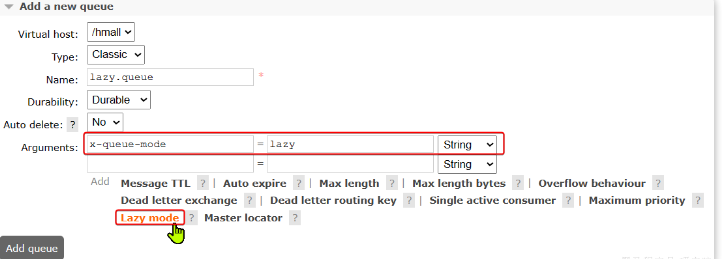 Add a new queue
Virtual host: /hmall
Type: Classic
Name: lazy.queue *
Durability: Durable
Auto delete: ? No
Arguments: x-queue-mode = lazy String
= String
Add Message TTL ? | Auto expire ? | Max length ? | Max length bytes ? | Overflow behaviour ?
Dead letter exchange ? | Dead letter routing key ? | Single active consumer ? | Maximum priority ?
Lazy mode ? Master locator ?
Add queue